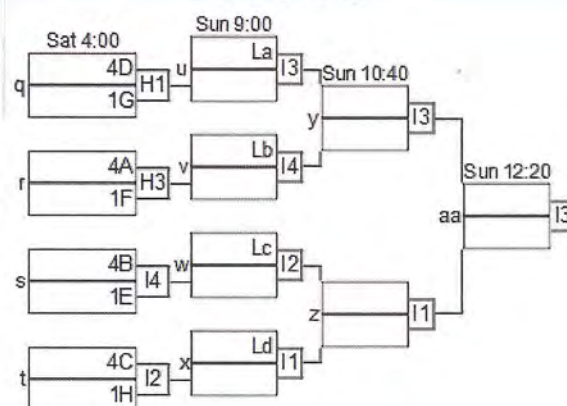 Sat 4:00
Sun 9:00
4D
q
H1
1G
u
La
I3
Sun 10:40
y
I3
4A
r
H3
1F
v
Lb
I4
Sun 12:20
aa
I3
4B
s
I4
1E
w
Lc
I2
z
I1
4C
t
I2
1H
x
Ld
I1